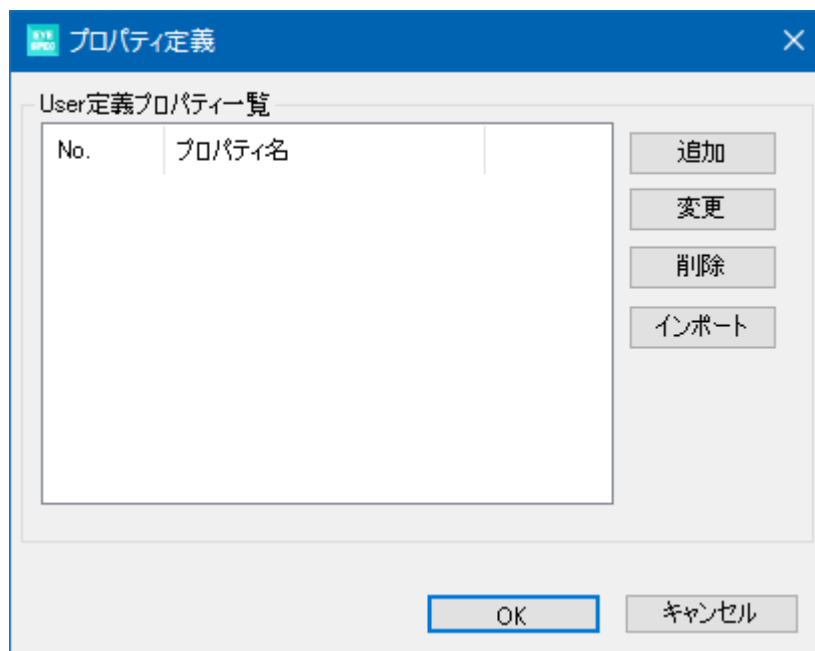 EYE
SPEC
プロパティ定義
User定義プロパティ一覧
No. プロパティ名
追加
変更
削除
インポート
OK キャンセル